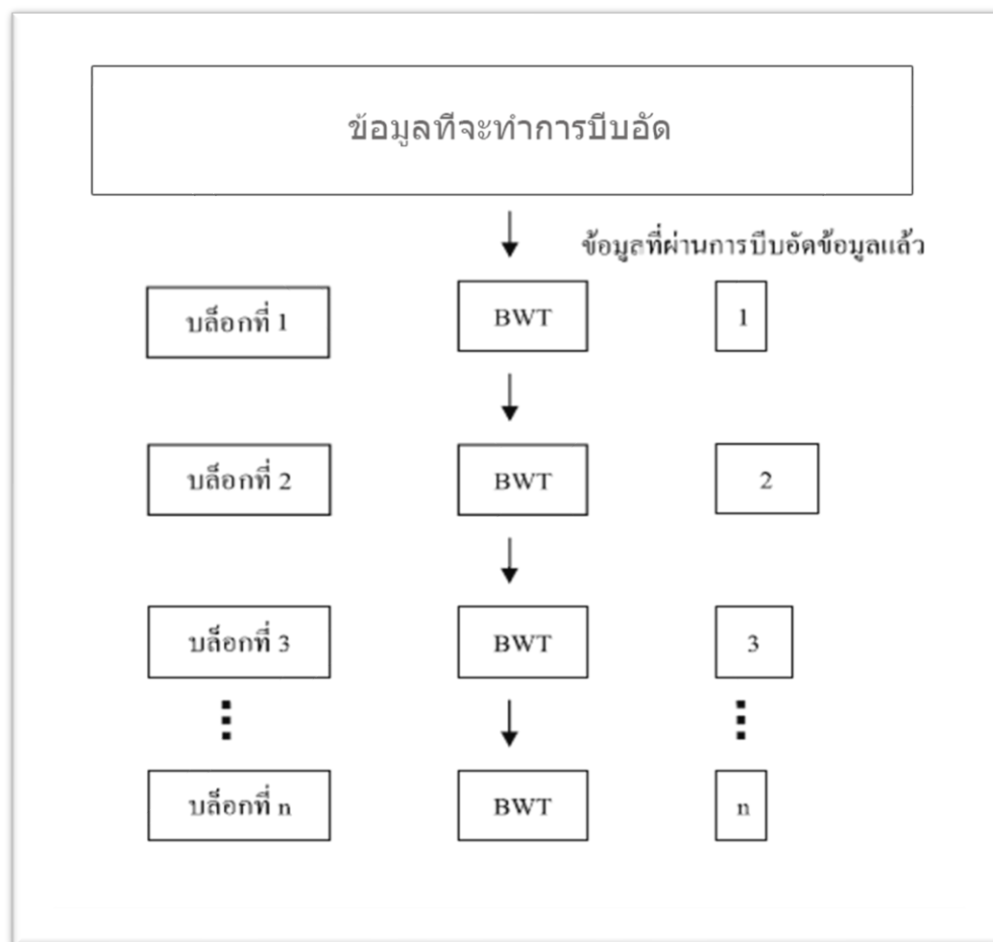 ข้อมูลที่จะทำการบีบอัด
ข้อมูลที่ผ่านการบีบอัดข้อมูลแล้ว
บล็อกที่ 1 BWT 1
บล็อกที่ 2 BWT 2
บล็อกที่ 3 BWT 3
บล็อกที่ n BWT n